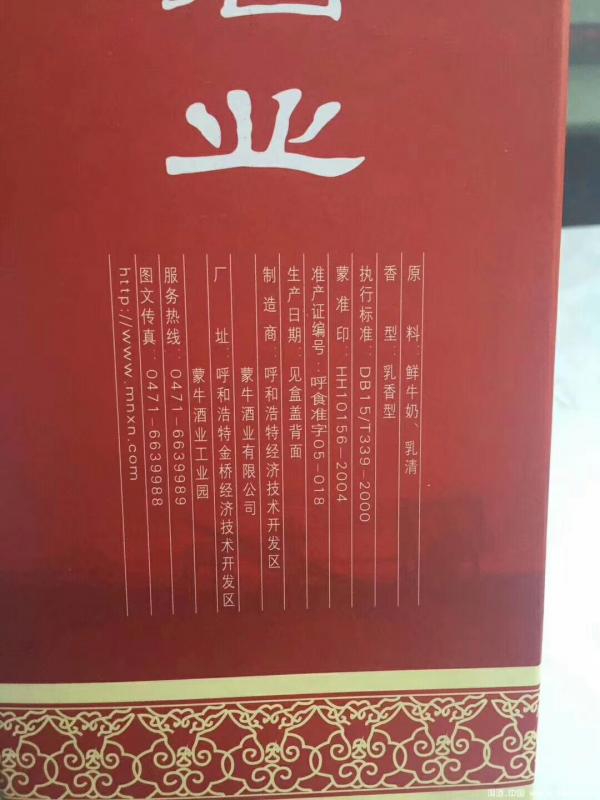 酒
业
原料：鲜牛奶、乳清
香型：乳香型
执行标准：DB15/T339-2000
蒙准印：HH10156-2004
准产证编号：呼食准字05-018
生产日期：见盒盖背面
制造商：呼和浩特经济技术开发区
蒙牛酒业有限公司
厂址：呼和浩特金桥经济技术开发区
蒙牛酒业工业园
服务热线：0471-6639989
图文传真：0471-6639988
http://www.mnxn.com